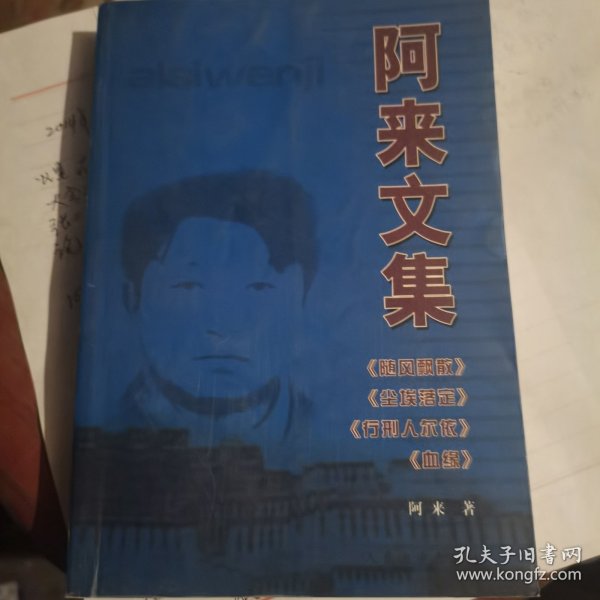 alaiwenji
阿来文集
《随风飘散》
《尘埃落定》
《行刑人尔依》
《血缘》
阿来 著
孔夫子旧书网
www.kongfz.com